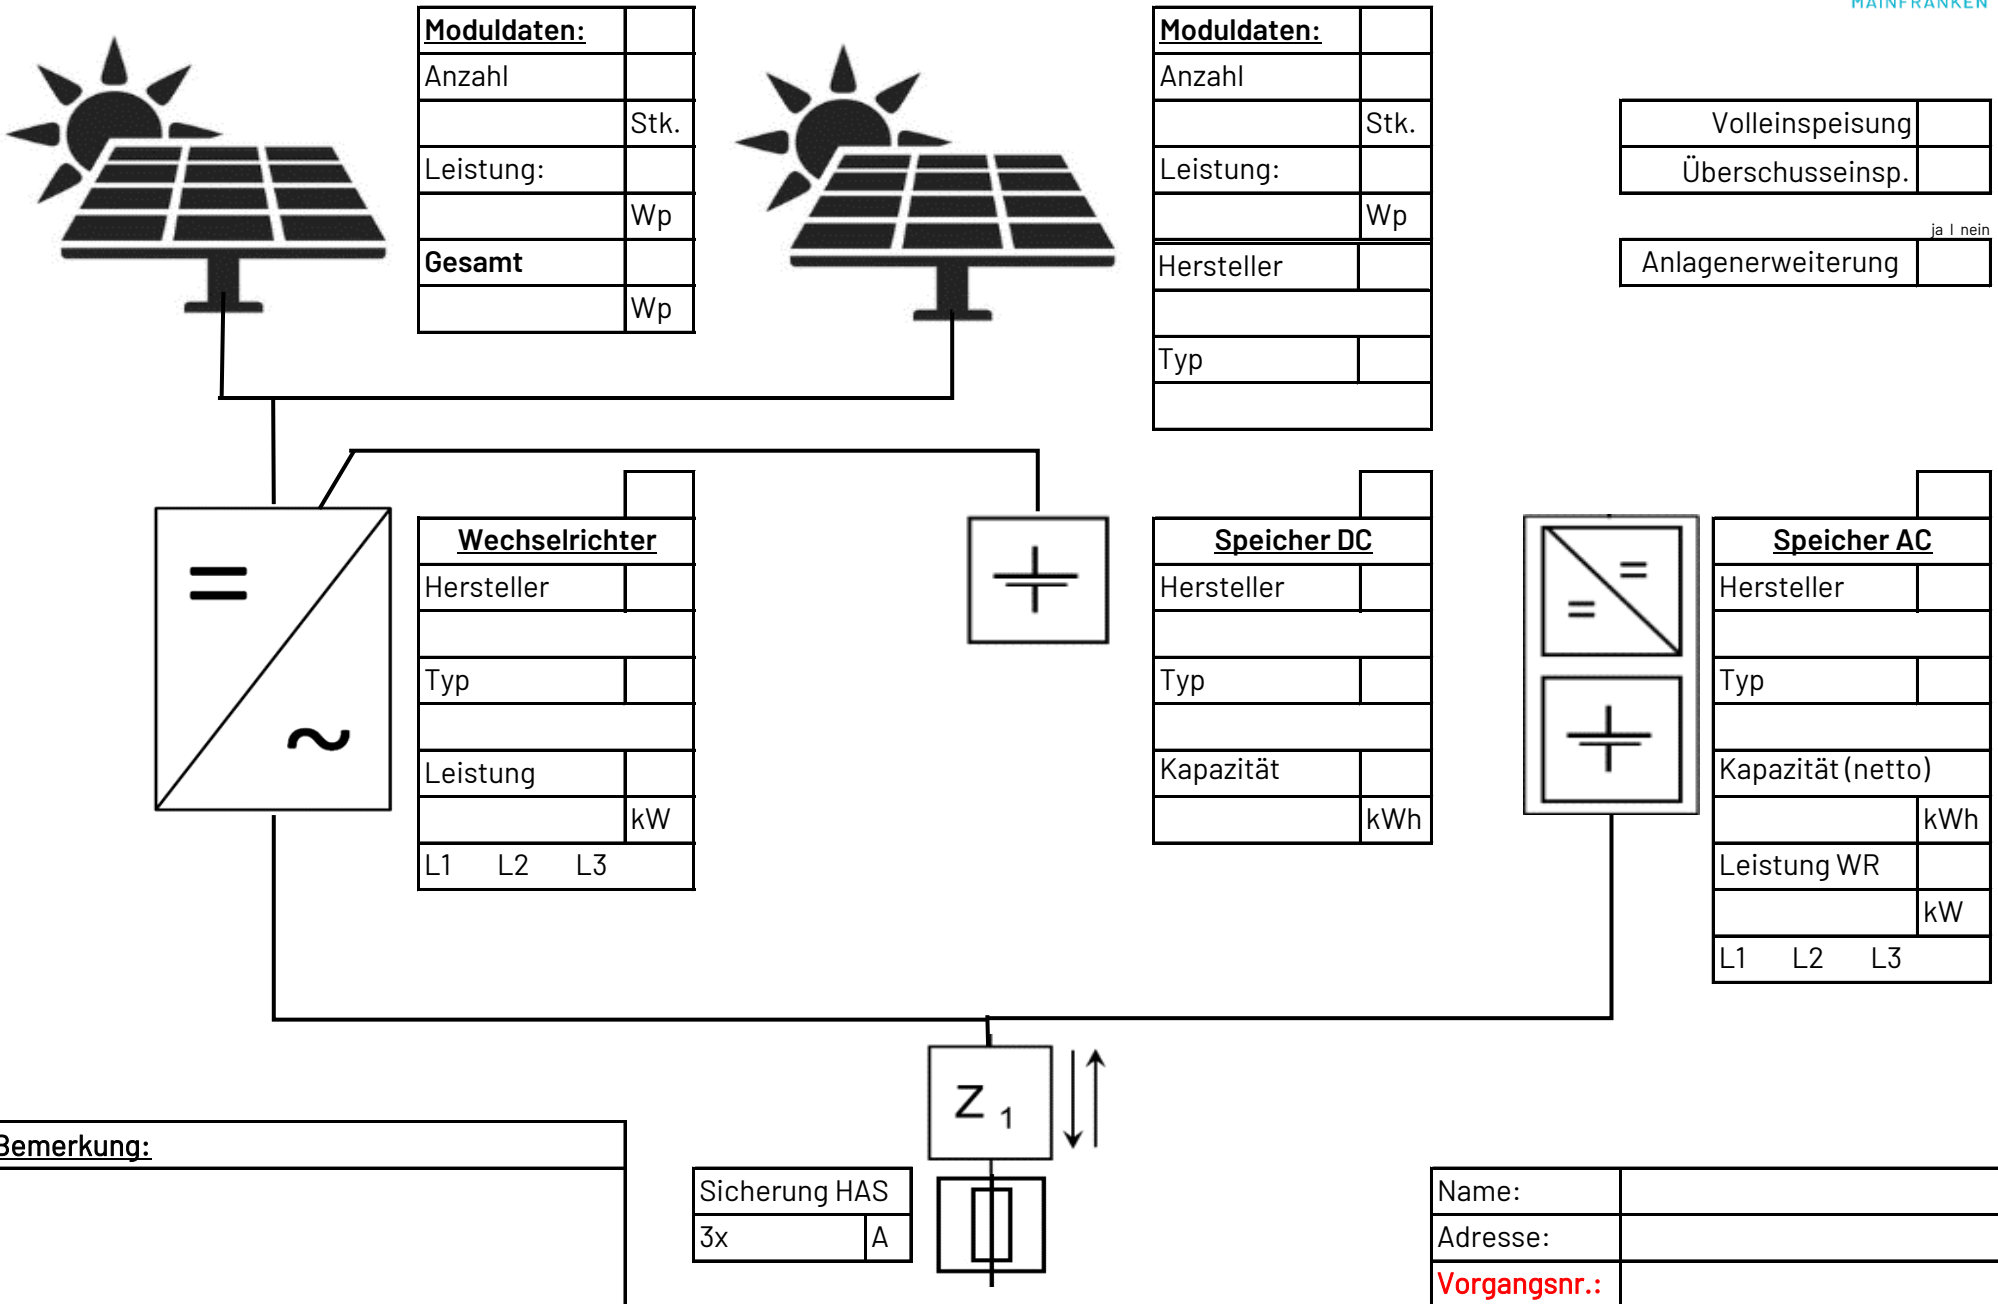 MAINFRANKEN
Moduldaten:
Anzahl
Stk.
Leistung:
Wp
Gesamt
Wp
Moduldaten:
Anzahl
Stk.
Leistung:
Wp
Hersteller
Typ
Volleinspeisung
Überschusseinsp.
ja I nein
Anlagenerweiterung
=
~
Wechselrichter
Hersteller
Typ
Leistung
kW
L1 L2 L3
Speicher DC
Hersteller
Typ
Kapazität
kWh
=
=
Speicher AC
Hersteller
Typ
Kapazität (netto)
kWh
Leistung WR
kW
L1 L2 L3
Z 1
Bemerkung:
Sicherung HAS
3x A
Name:
Adresse:
Vorgangsnr.: